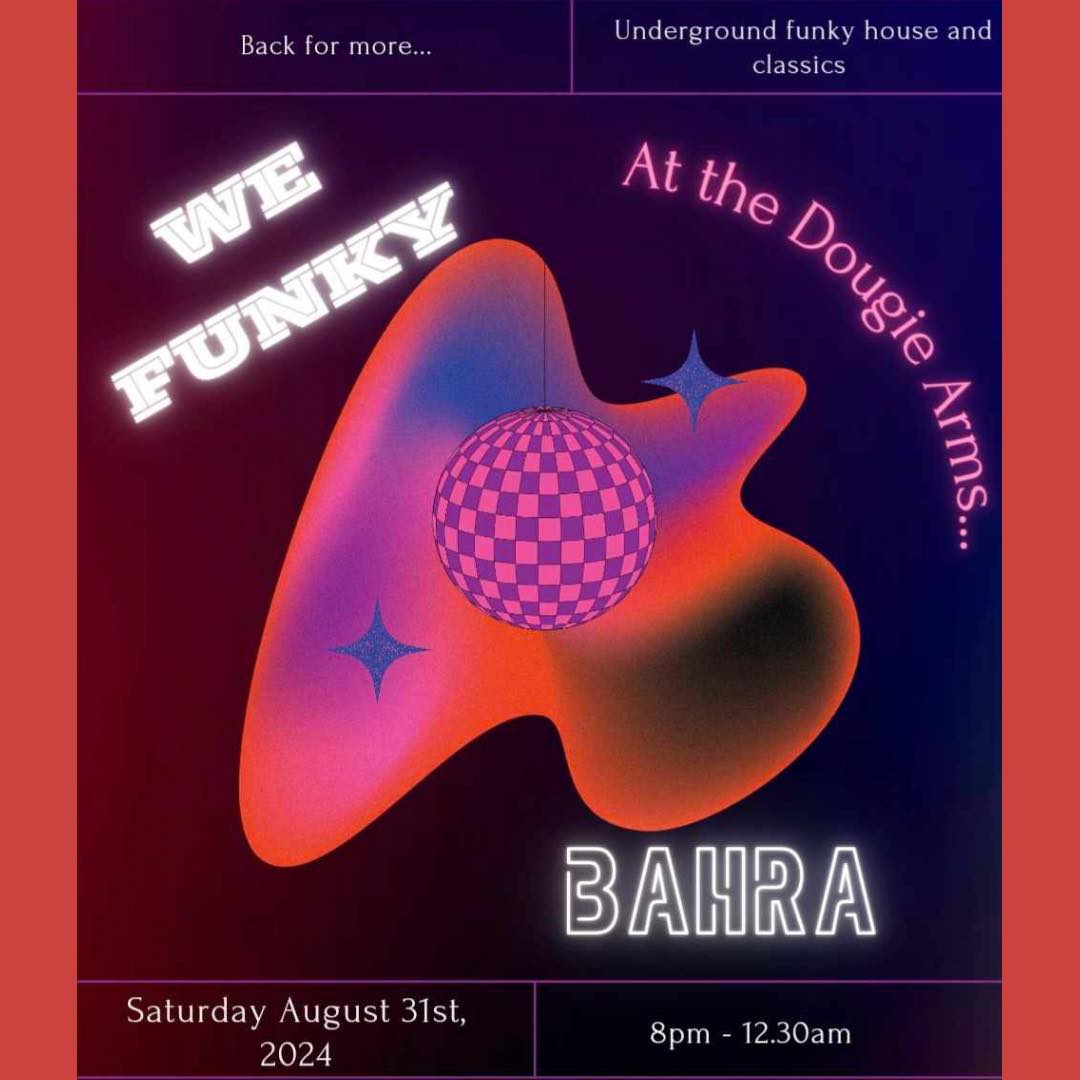 Back for more...
Underground funky house and
classics
WE
FUNKY
At the Dougie Arms...
BAHRA
Saturday August 31st,
2024
8pm - 12.30am